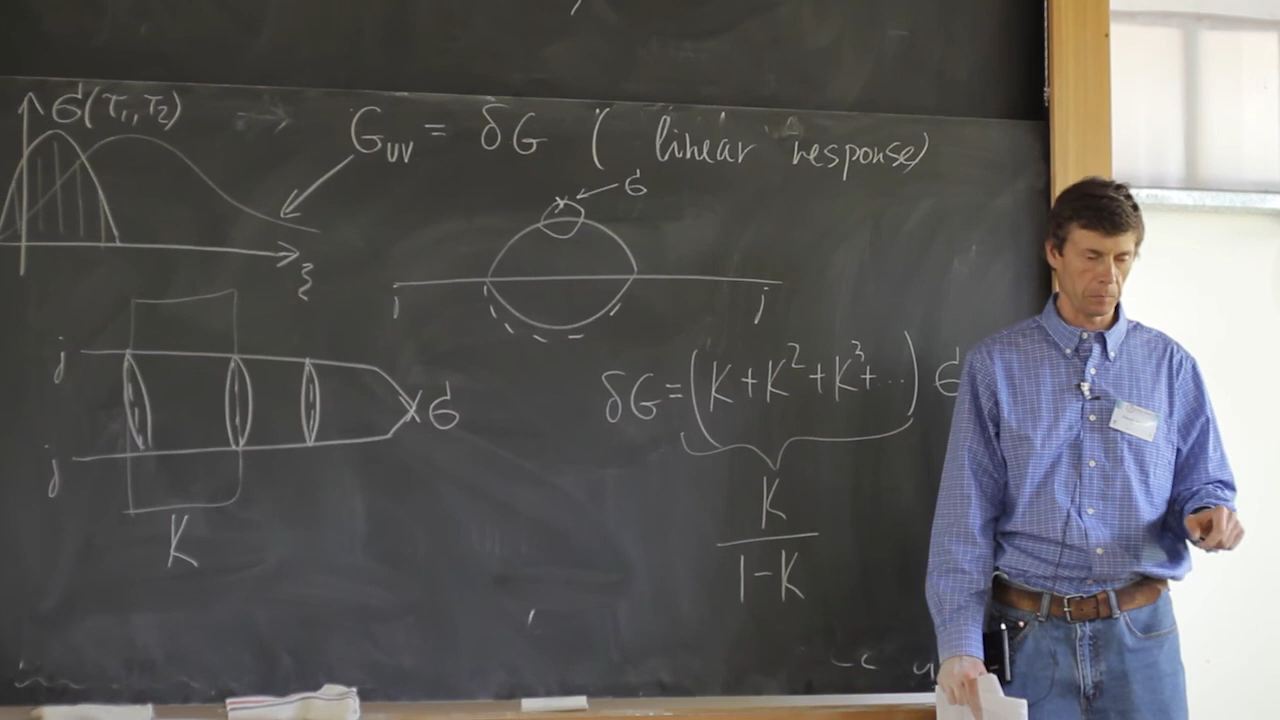 σ(τ₁,τ₂) → G_UV = δG ( linear response)
σ
ξ
j j
j
δG = (K+K²+K³+...) σ
σ
j
K
K
1-K